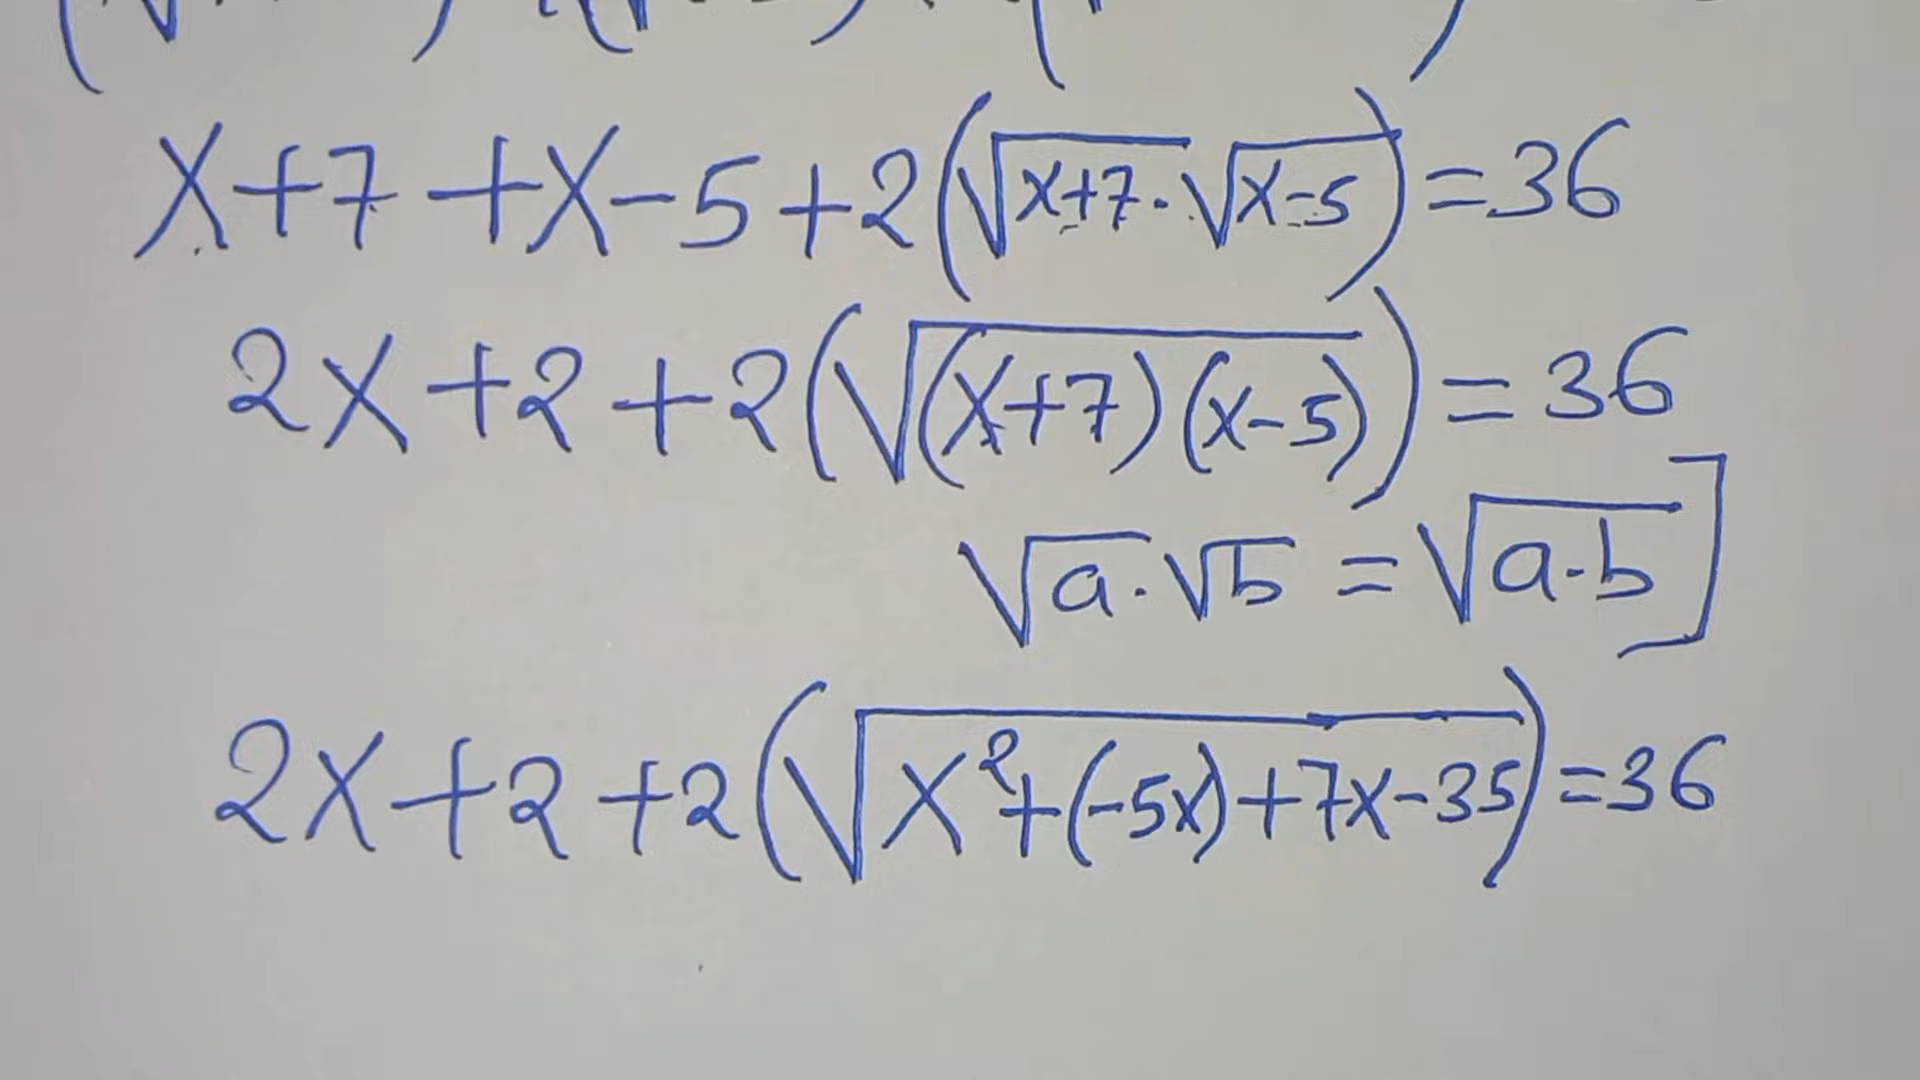 X+7+X-5+2(√x+7·√x-5)=36
2X+2+2(√(x+7)(x-5))=36
√a·√b=√a·b]
2X+2+2(√x²+(-5x)+7x-35)=36